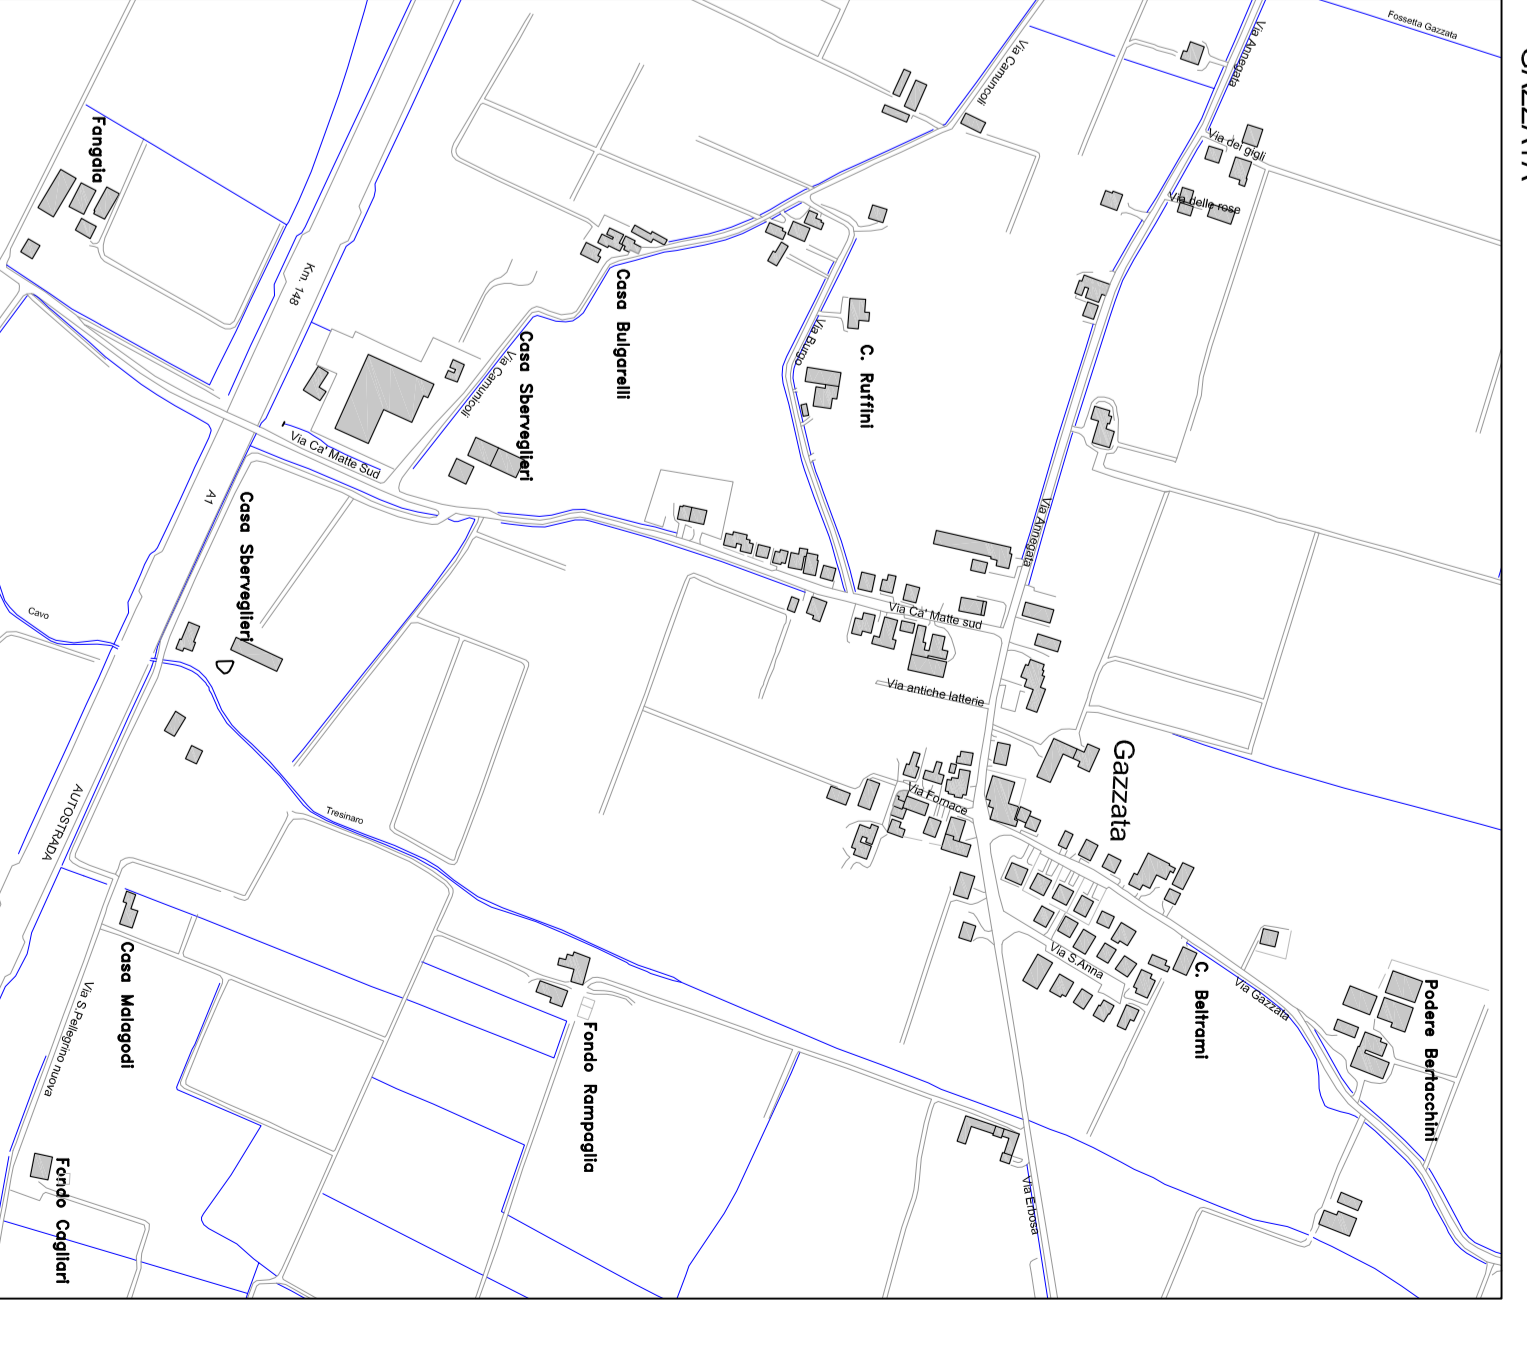 Fossetta Gazzata
Via Annegata
Via Camuncoli
Via dei gigli
Via delle rose
Fangaia
Km. 148
Casa Bulgarelli
Via Burgo
C. Ruffini
Casa Sberveglieri
Via Camunicoli
Via Ca' Matte Sud
A1
Casa Sberveglieri
Via Annegata
Via Ca' Matte sud
Cavo
Via antiche latterie
Gazzata
Via Fornace
AUTOSTRADA
Tresinaro
Casa Malagodi
Via S.Anna
C. Beltrami
Via Gazzata
Podere Bertacchini
Via S.Pellegrino nuova
Fondo Rampaglia
Fondo Cagliari
Via Erbosa